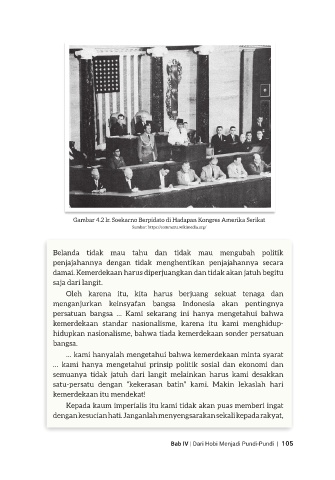 Gambar 4.2 Ir. Soekarno Berpidato di Hadapan Kongres Amerika Serikat
Sumber: https://commons.wikimedia.org/
Belanda tidak mau tahu dan tidak mau mengubah politik
penjajahannya dengan tidak menghentikan penjajahannya secara
damai. Kemerdekaan harus diperjuangkan dan tidak akan jatuh begitu
saja dari langit.
Oleh karena itu, kita harus berjuang sekuat tenaga dan
menganjurkan keinsyafan bangsa Indonesia akan pentingnya
persatuan bangsa ... Kami sekarang ini hanya mengetahui bahwa
kemerdekaan standar nasionalisme, karena itu kami menghidup-
hidupkan nasionalisme, bahwa tiada kemerdekaan sonder persatuan
bangsa.
... kami hanyalah mengetahui bahwa kemerdekaan minta syarat
... kami hanya mengetahui prinsip politik sosial dan ekonomi dan
semuanya tidak jatuh dari langit melainkan harus kami desakkan
satu-persatu dengan "kekerasan batin" kami. Makin lekaslah hari
kemerdekaan itu mendekat!
Kepada kaum imperialis itu kami tidak akan puas memberi ingat
dengan kesucian hati. Janganlah menyengsarakan sekali kepada rakyat,
Bab IV | Dari Hobi Menjadi Pundi-Pundi | 105